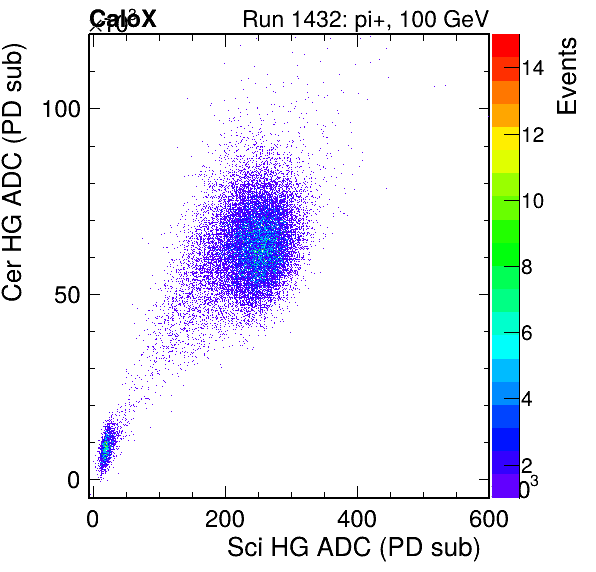 CaloX
×10³
Run 1432: pi+, 100 GeV
Cer HG ADC (PD sub)
100
50
0
0 200 400 600
×10³
Sci HG ADC (PD sub)
Events
14
12
10
8
6
4
2